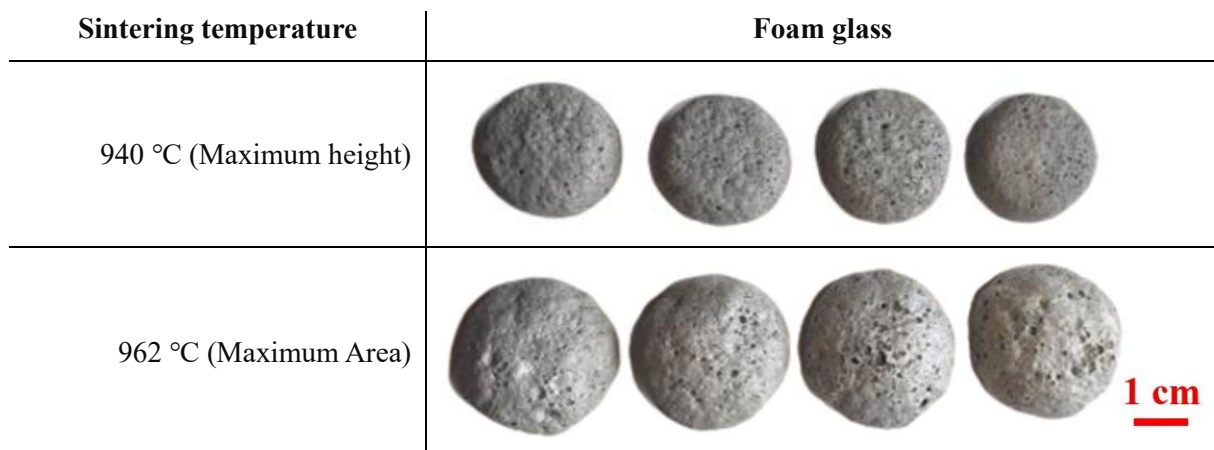 Sintering temperature
Foam glass
940 °C (Maximum height)
962 °C (Maximum Area)
1 cm